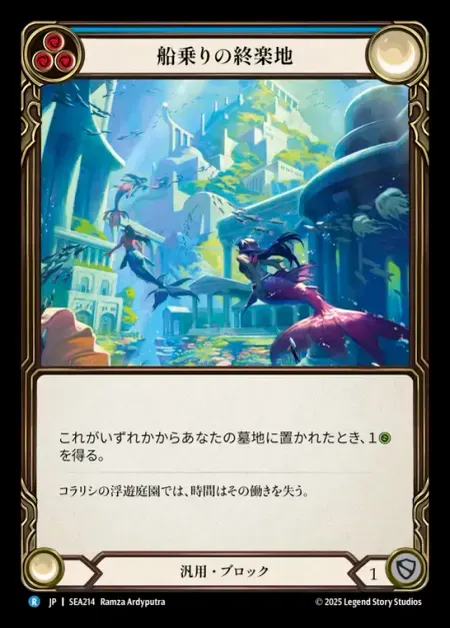 船乗りの終楽地
これがいずれかからあなたの墓地に置かれたとき、1
を得る。
コラリシの浮遊庭園では、時間はその働きを失う。
汎用・ブロック
1
R JP SEA214 Ramza Ardyputra
© 2025 Legend Story Studios